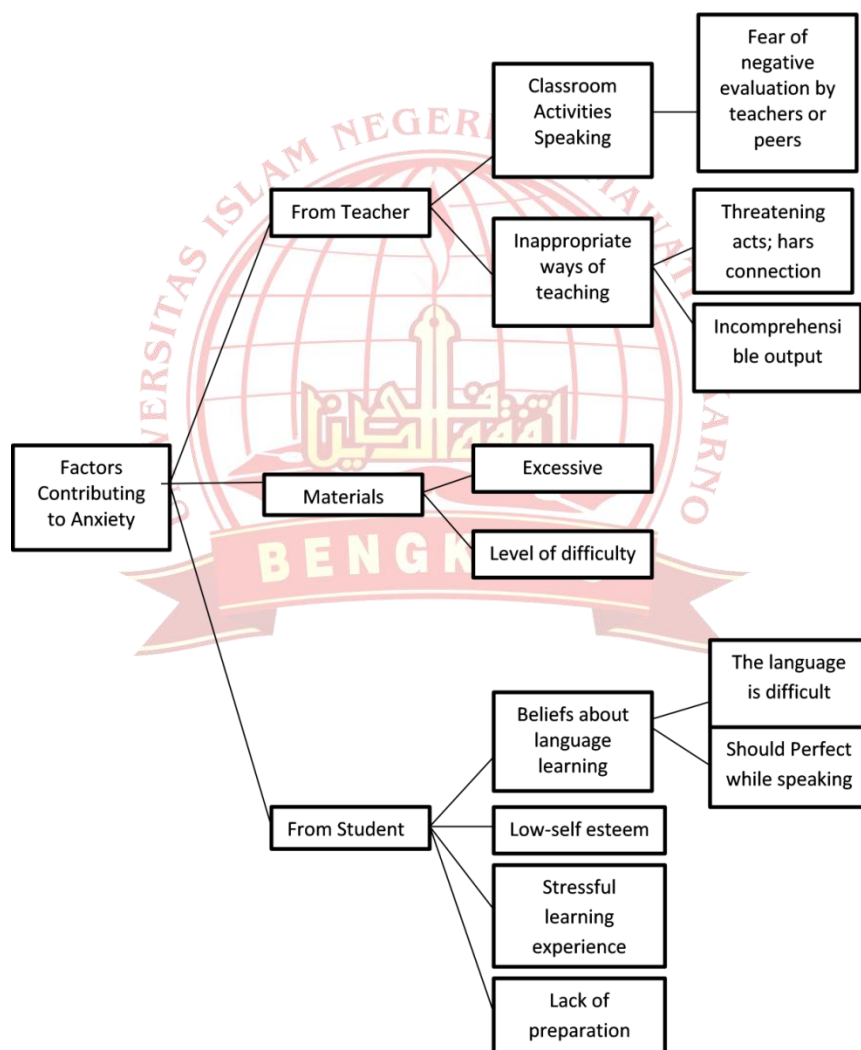 Fear of
negative
evaluation by
teachers or
peers
Classroom
Activities
Speaking
From Teacher
Inappropriate
ways of
teaching
Threatening
acts; hars
connection
Incomprehensi
ble output
Factors
Contributing
to Anxiety
Materials
Excessive
Level of difficulty
The language
is difficult
Beliefs about
language
learning
Should Perfect
while speaking
From Student
Low-self esteem
Stressful
learning
experience
Lack of
preparation
ISLAM NEGERI